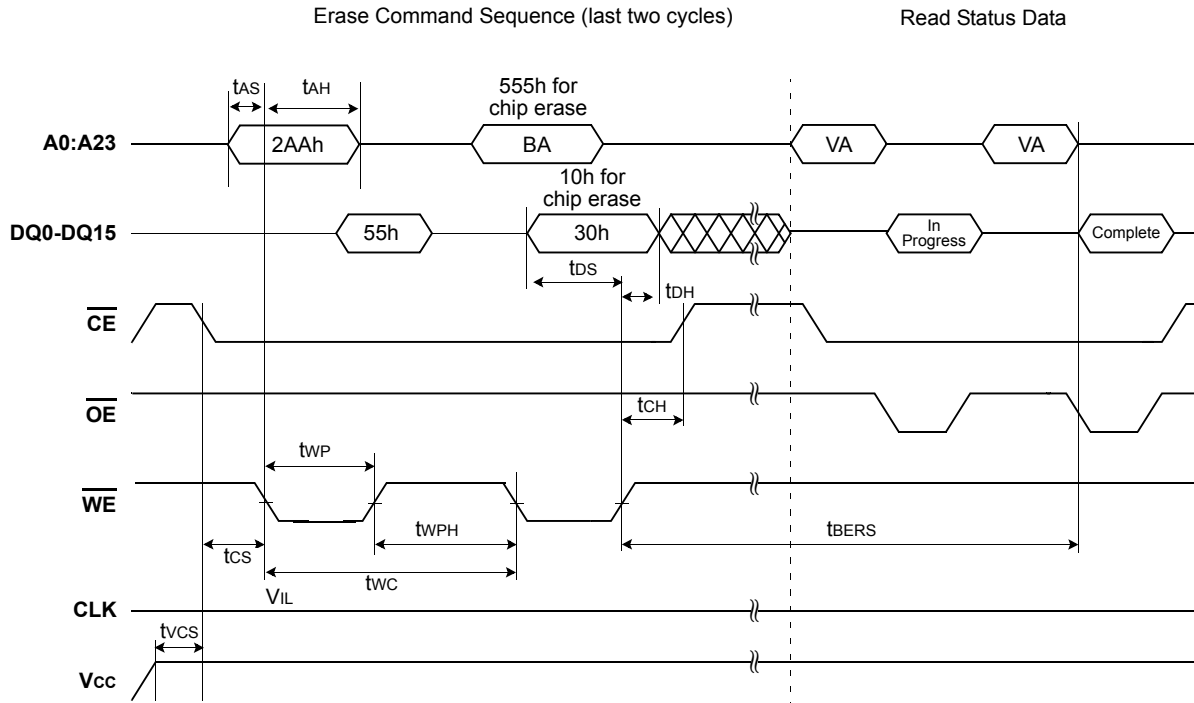 Erase Command Sequence (last two cycles)
Read Status Data
tAS
tAH
555h for
chip erase
A0:A23
2AAh
BA
VA
VA
10h for
chip erase
DQ0-DQ15
55h
30h
In
Progress
Complete
tDS
tDH
CE
OE
tCH
tWP
WE
tWPH
tBERS
tCS
tWC
VIL
CLK
tVCS
Vcc